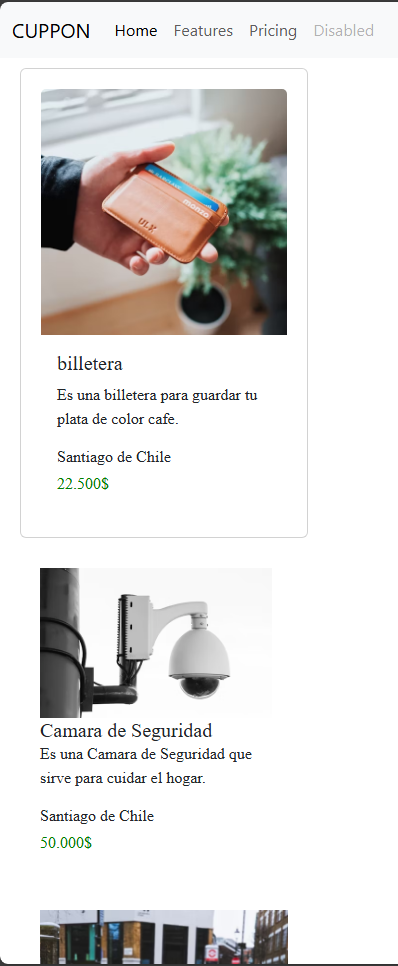 CUPPON Home Features Pricing Disabled
manzo
ULX
billetera
Es una billetera para guardar tu
plata de color cafe.
Santiago de Chile
22.500$
Camara de Seguridad
Es una Camara de Seguridad que
sirve para cuidar el hogar.
Santiago de Chile
50.000$